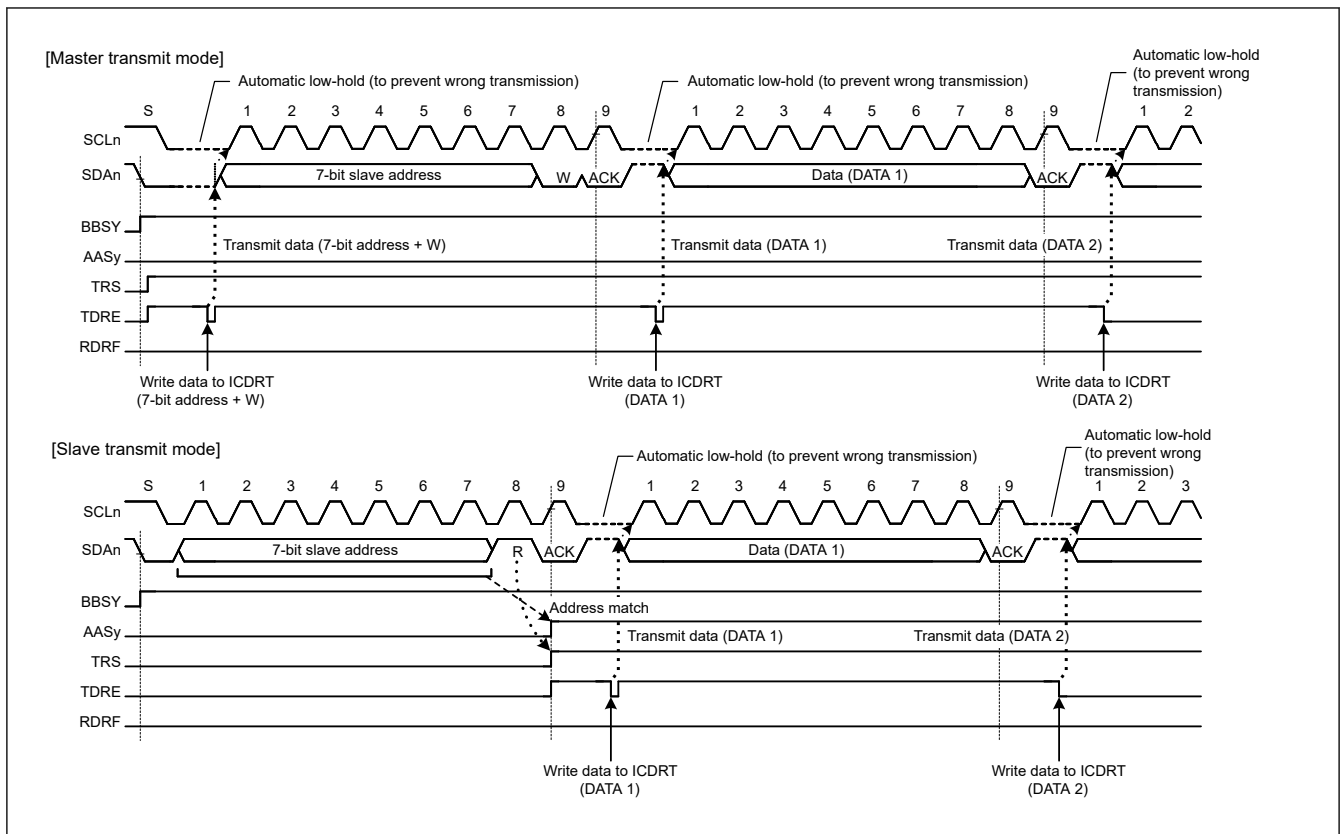 [Master transmit mode]
Automatic low-hold (to prevent wrong transmission)
Automatic low-hold (to prevent wrong transmission)
Automatic low-hold
(to prevent wrong
transmission)
S 1 2 3 4 5 6 7 8 9 1 2 3 4 5 6 7 8 9 1 2
SCLn
SDAn 7-bit slave address W ACK Data (DATA 1) ACK
BBSY
Transmit data (7-bit address + W) Transmit data (DATA 1) Transmit data (DATA 2)
AASy
TRS
TDRE
RDRF
Write data to ICDRT
(7-bit address + W)
Write data to ICDRT
(DATA 1)
Write data to ICDRT
(DATA 2)
[Slave transmit mode]
Automatic low-hold (to prevent wrong transmission)
Automatic low-hold
(to prevent wrong
transmission)
S 1 2 3 4 5 6 7 8 9 1 2 3 4 5 6 7 8 9 1 2 3
SCLn
SDAn 7-bit slave address R ACK Data (DATA 1) ACK
BBSY
Address match
AASy
Transmit data (DATA 1) Transmit data (DATA 2)
TRS
TDRE
RDRF
Write data to ICDRT
(DATA 1)
Write data to ICDRT
(DATA 2)